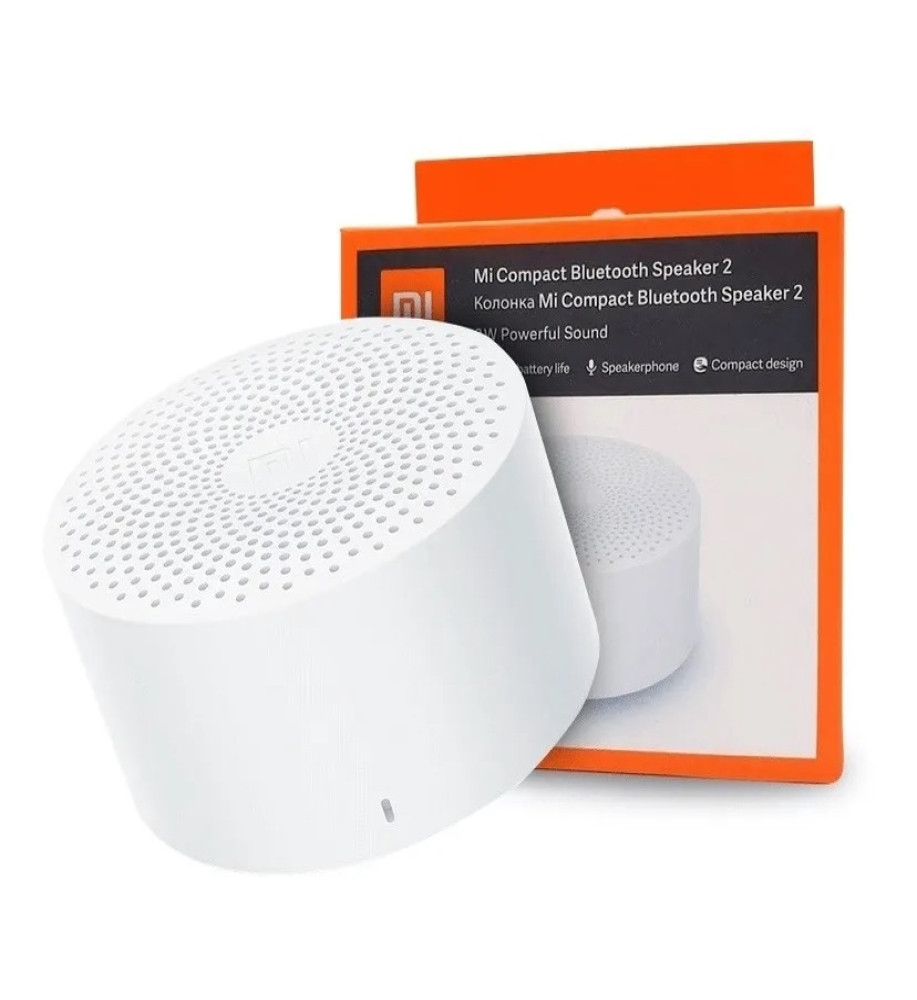 mi
Mi Compact Bluetooth Speaker 2
Колонка Mi Compact Bluetooth Speaker 2
Powerful Sound
battery life Speakerphone Compact design
mi